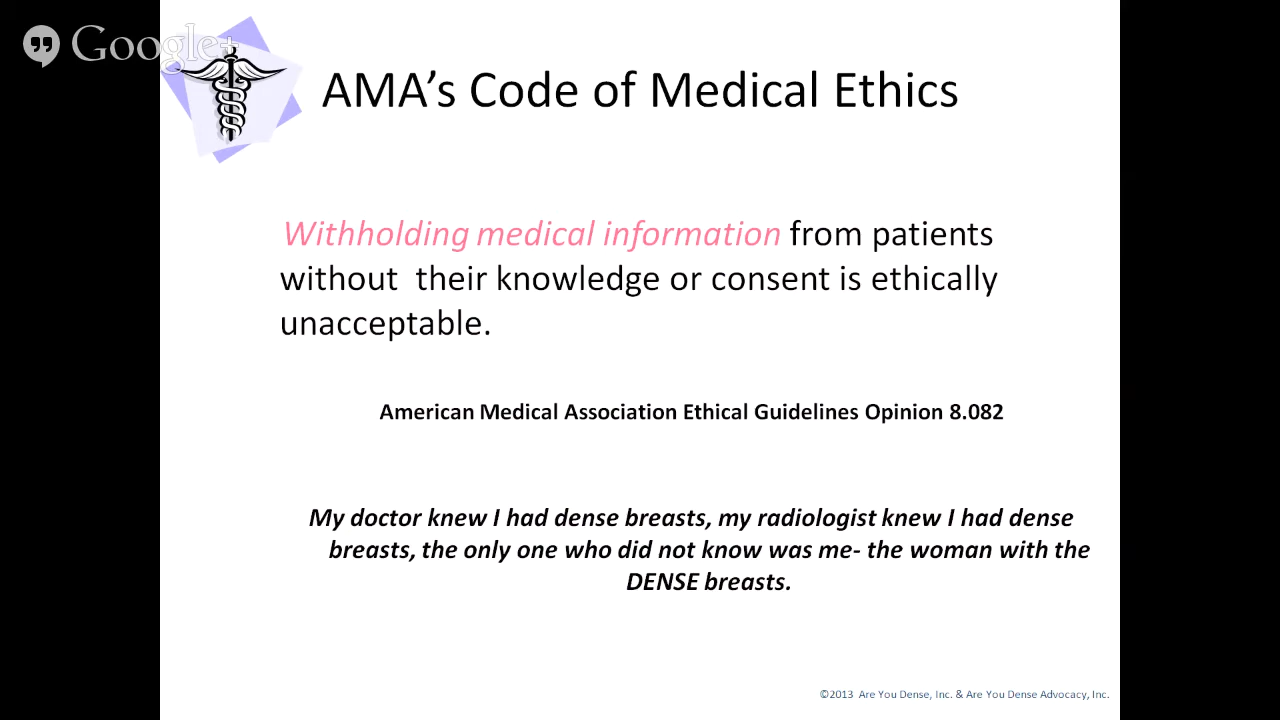 Google+
AMA’s Code of Medical Ethics
Withholding medical information from patients
without  their knowledge or consent is ethically
unacceptable.
American Medical Association Ethical Guidelines Opinion 8.082
My doctor knew I had dense breasts, my radiologist knew I had dense
breasts, the only one who did not know was me- the woman with the
DENSE breasts.
©2013  Are You Dense, Inc. & Are You Dense Advocacy, Inc.